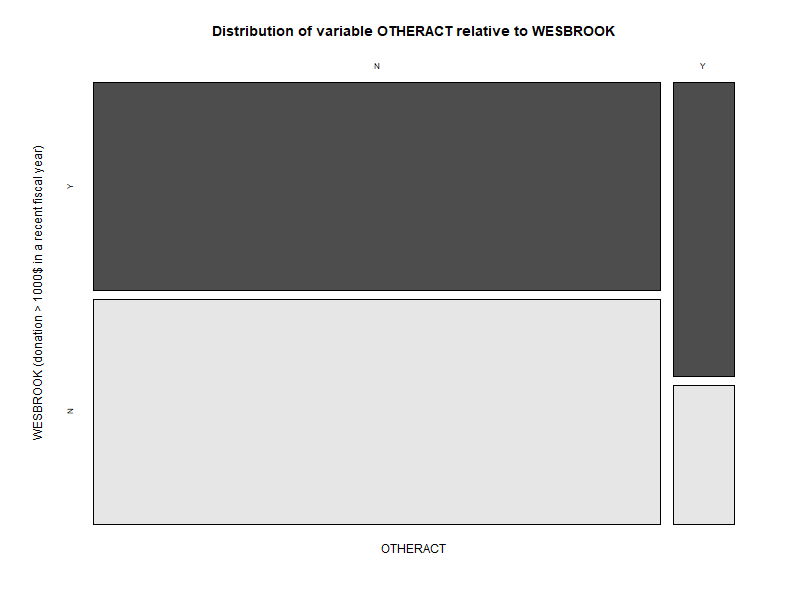 Distribution of variable OTHERACT relative to WESBROOK
N
Y
WESBROOK (donation > 1000$ in a recent fiscal year)
Y
N
OTHERACT